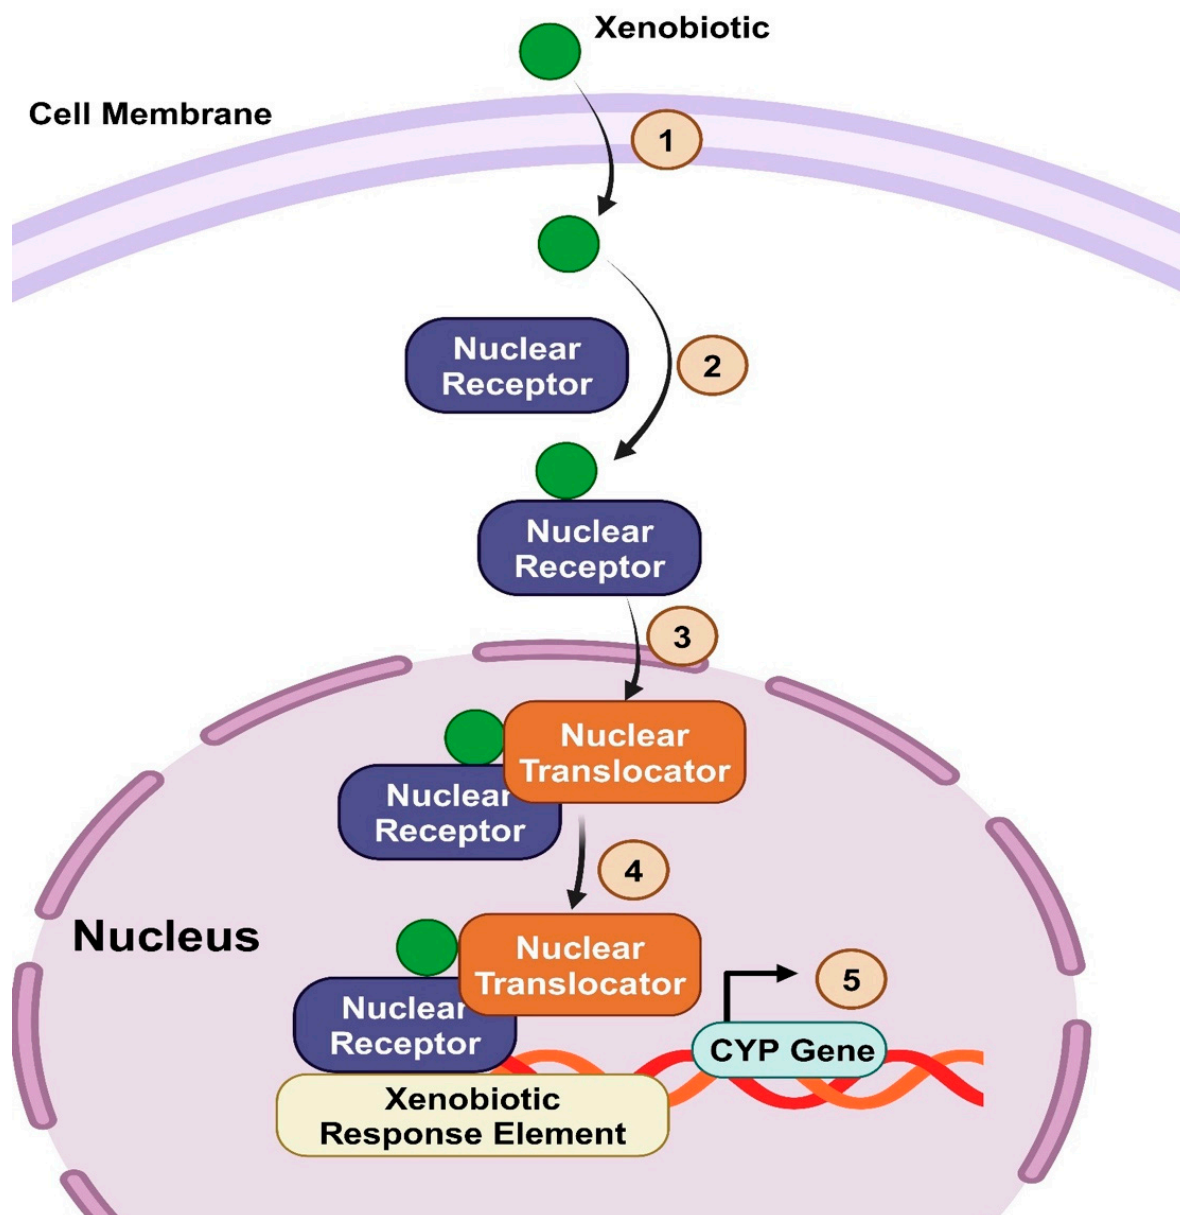 Xenobiotic
Cell Membrane
1
Nuclear
Receptor
2
Nuclear
Receptor
3
Nuclear
Translocator
Nuclear
Receptor
4
Nucleus
Nuclear
Translocator
Nuclear
Receptor
5
CYP Gene
Xenobiotic
Response Element